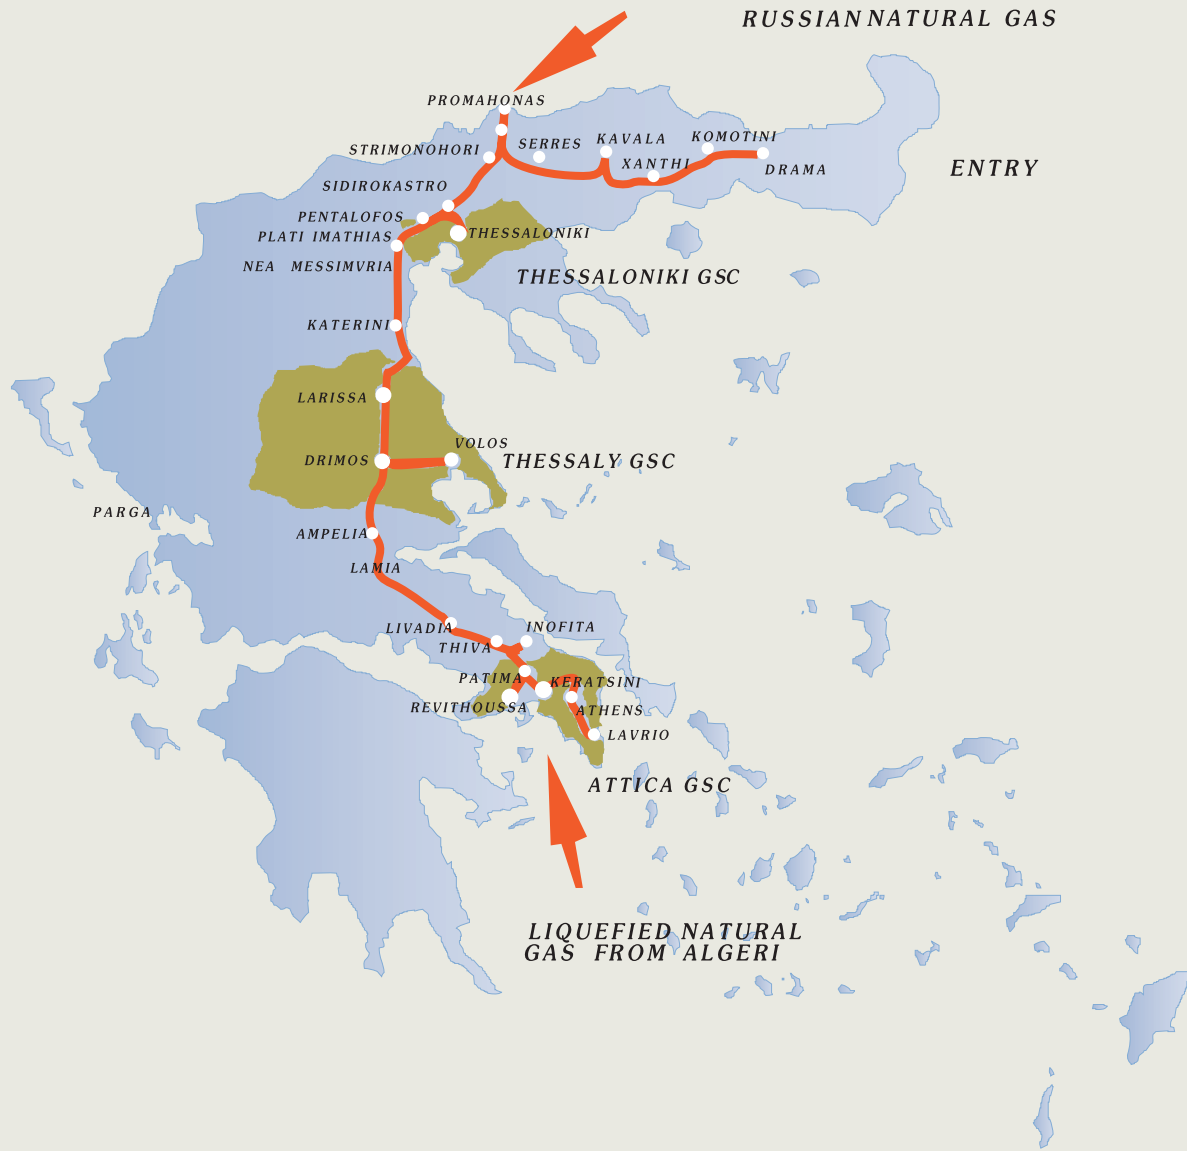 RUSSIAN NATURAL GAS
PROMAHONAS
STRIMONOHORI
SERRES
KAVALA
KOMOTINI
XANTHI
DRAMA
ENTRY
SIDIROKASTRO
PENTALOFOS
PLATI IMATHIAS
THESSALONIKI
NEA MESSIMVRIA
THESSALONIKI GSC
KATERINI
LARISSA
VOLOS
DRIMOS
THESSALY GSC
PARGA
AMPELIA
LAMIA
LIVADIA
INOFITA
THIVA
PATIMA
KERATSINI
REVITHOUSSA
ATHENS
LAVRIO
ATTICA GSC
LIQUEFIED NATURAL
GAS FROM ALGERI